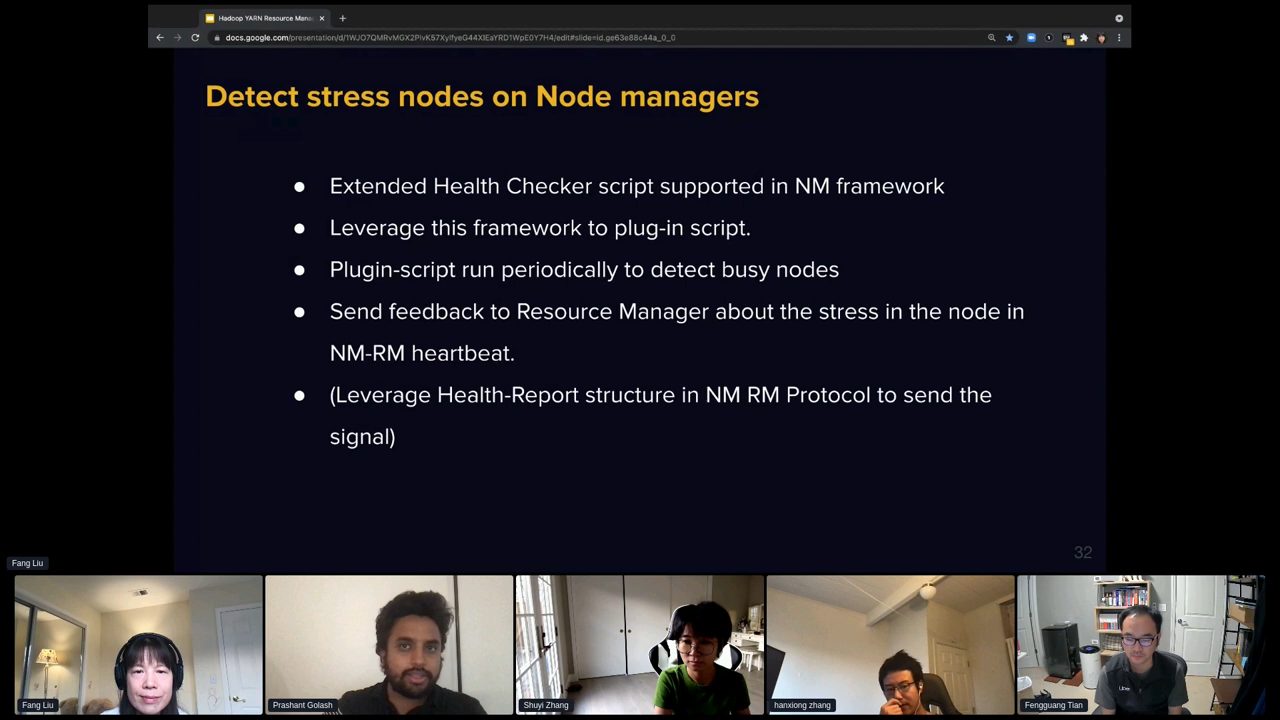 Hadoop YARN Resource Mana
docs.google.com/presentation/d/1WJO7QMRvMGX2PivK57XyIfyeG44XIEaYRD1WpE0Y7H4/edit#slide=id.ge63e88c44a_0_0
Detect stress nodes on Node managers
● Extended Health Checker script supported in NM framework
● Leverage this framework to plug-in script.
● Plugin-script run periodically to detect busy nodes
● Send feedback to Resource Manager about the stress in the node in
NM-RM heartbeat.
● (Leverage Health-Report structure in NM RM Protocol to send the
signal)
32
Fang Liu
Fang Liu
Prashant Golash
Shuyi Zhang
hanxiong zhang
Fengguang Tian
Uber